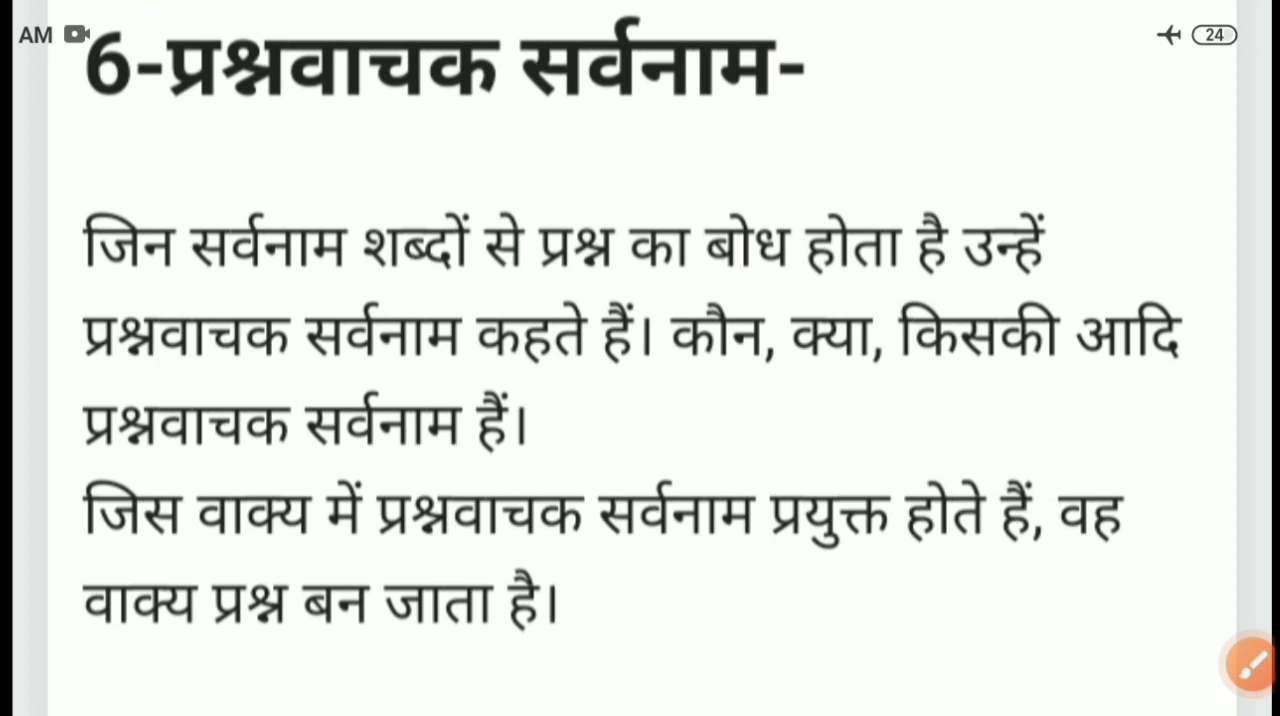 AM
24
6-प्रश्नवाचक सर्वनाम-
जिन सर्वनाम शब्दों से प्रश्न का बोध होता है उन्हें
प्रश्नवाचक सर्वनाम कहते हैं। कौन, क्या, किसकी आदि
प्रश्नवाचक सर्वनाम हैं।
जिस वाक्य में प्रश्नवाचक सर्वनाम प्रयुक्त होते हैं, वह
वाक्य प्रश्न बन जाता है।